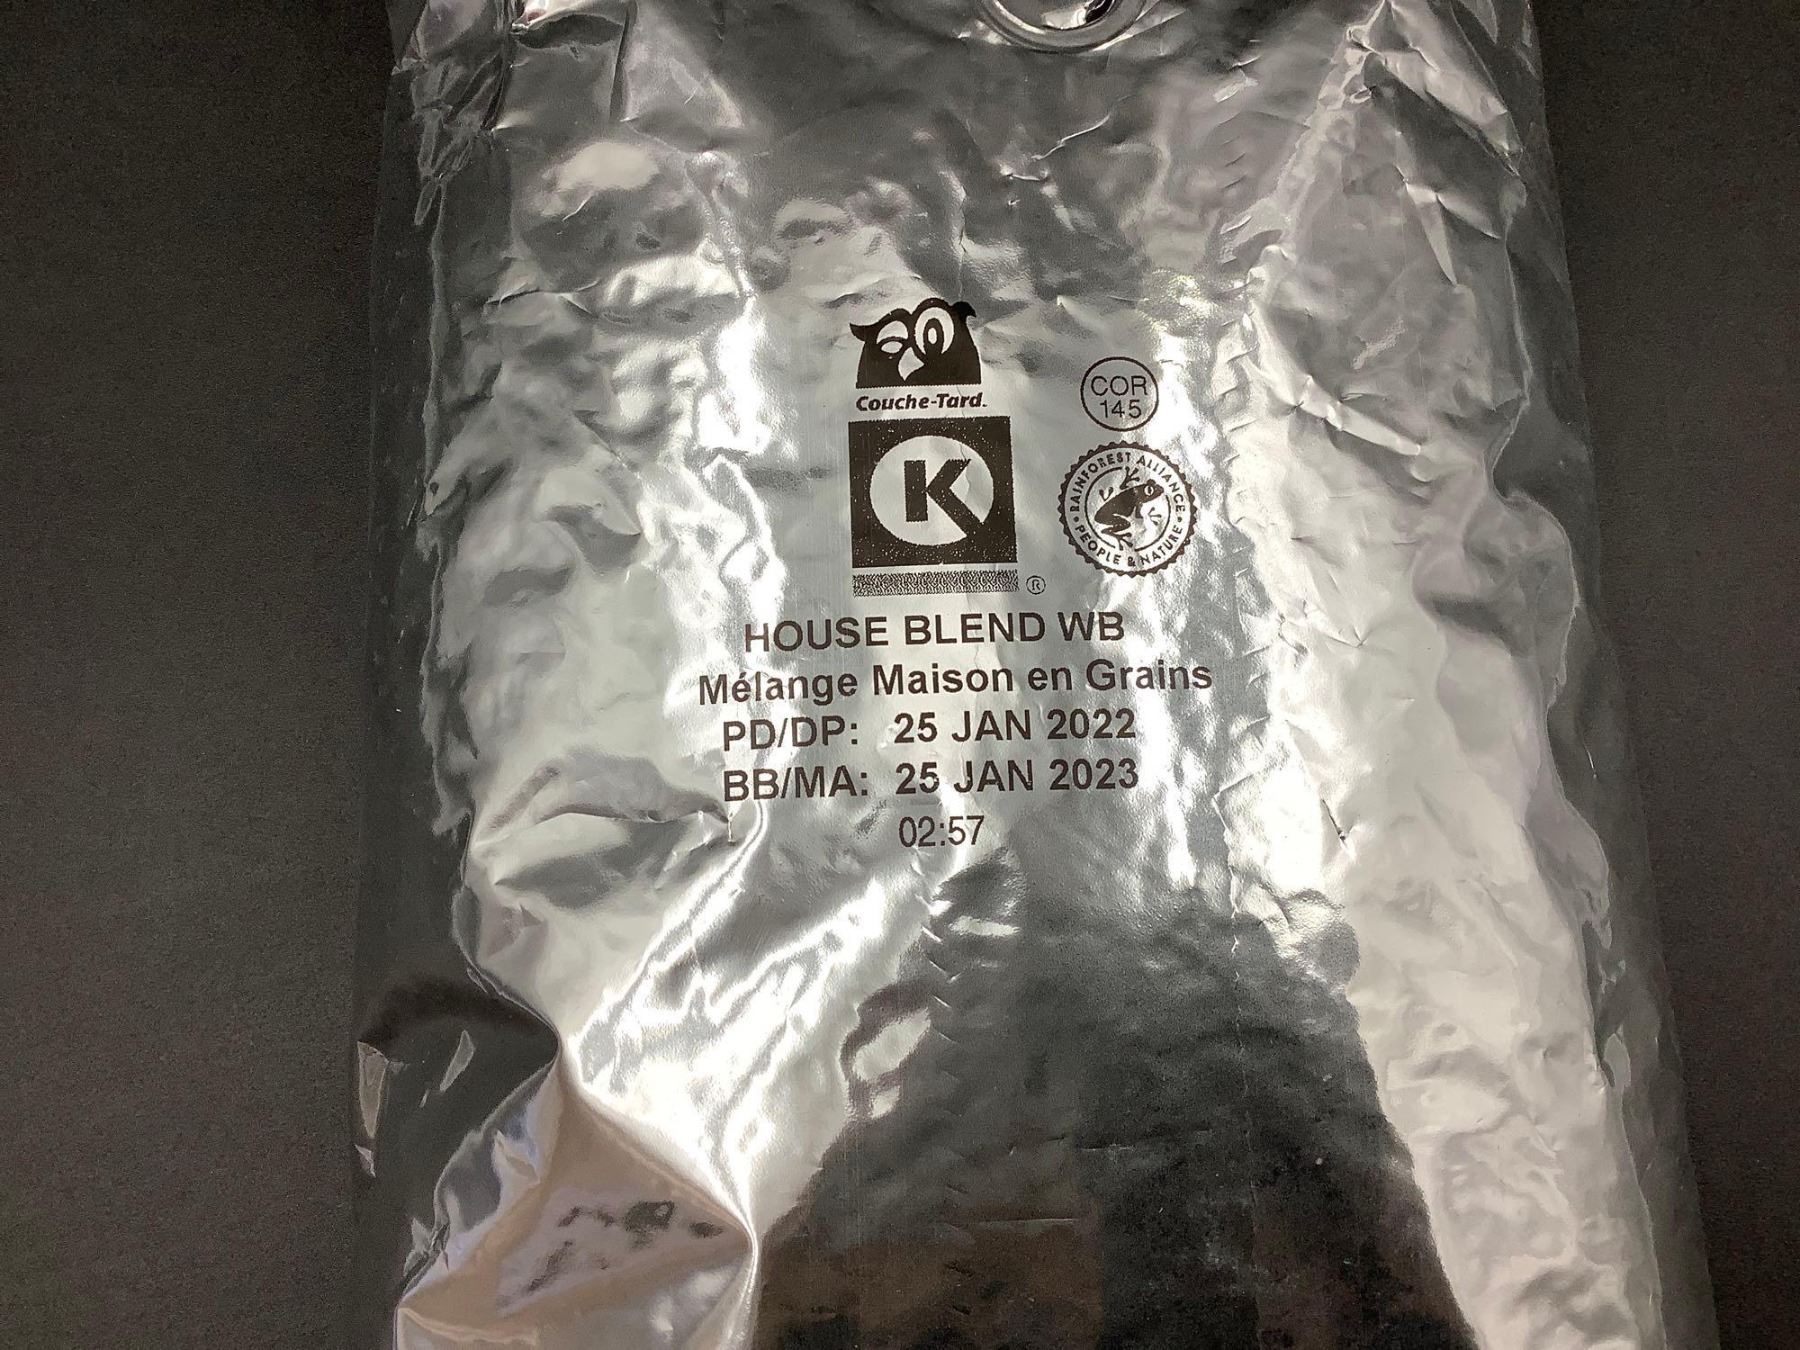 Couche-Tard.
K
®
COR
145
RAINFOREST ALLIANCE
PEOPLE & NATURE
HOUSE BLEND WB
Mélange Maison en Grains
PD/DP: 25 JAN 2022
BB/MA: 25 JAN 2023
02:57